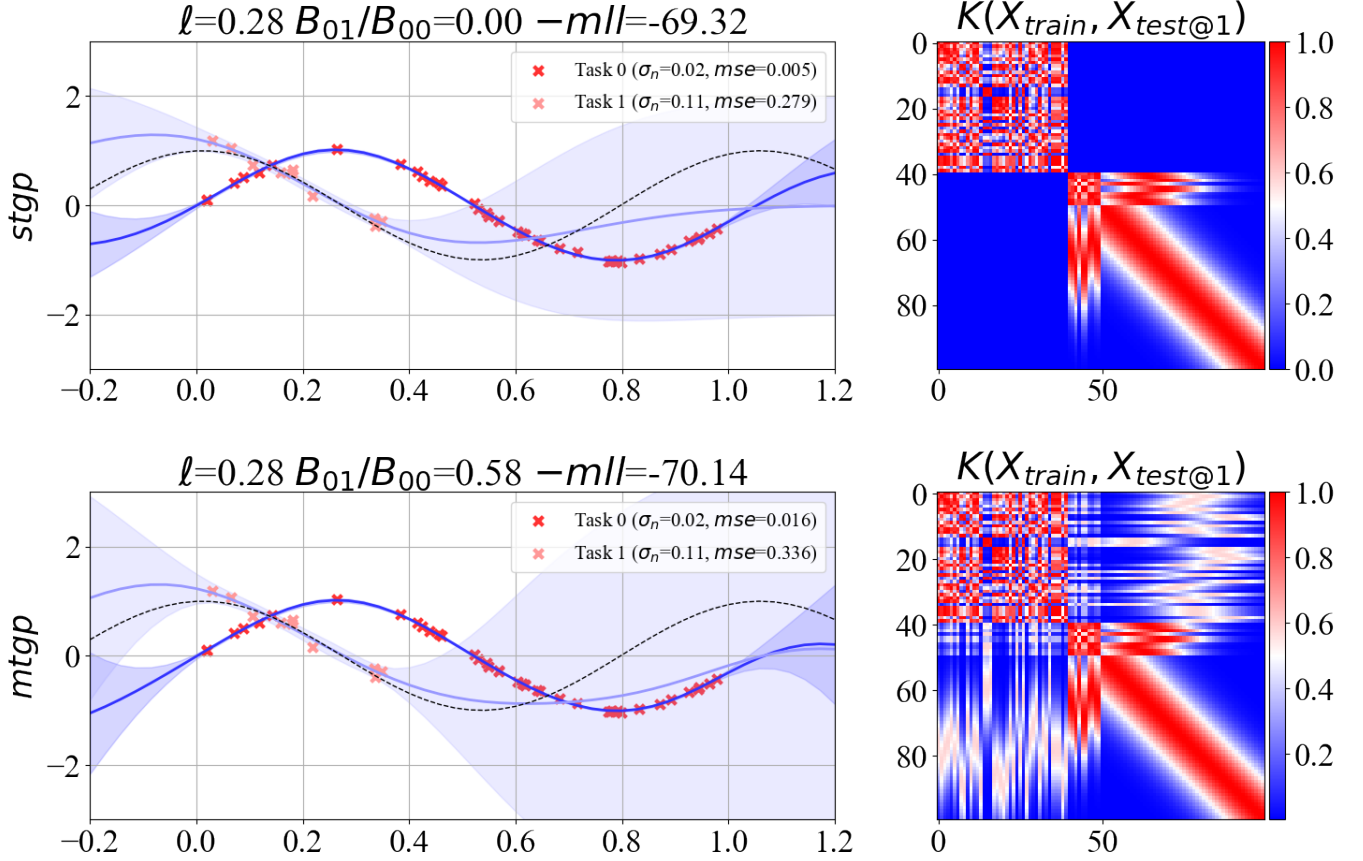 ℓ=0.28 B₀₁/B₀₀=0.00 −mll=-69.32
K(X_train, X_test@1)
stgp
Task 0 (σₙ=0.02, mse=0.005)
Task 1 (σₙ=0.11, mse=0.279)
2
0
−2
−0.2 0.0 0.2 0.4 0.6 0.8 1.0 1.2
0
20
40
60
80
0 50
1.0
0.8
0.6
0.4
0.2
0.0
ℓ=0.28 B₀₁/B₀₀=0.58 −mll=-70.14
K(X_train, X_test@1)
mtgp
Task 0 (σₙ=0.02, mse=0.016)
Task 1 (σₙ=0.11, mse=0.336)
2
0
−2
−0.2 0.0 0.2 0.4 0.6 0.8 1.0 1.2
0
20
40
60
80
0 50
1.0
0.8
0.6
0.4
0.2